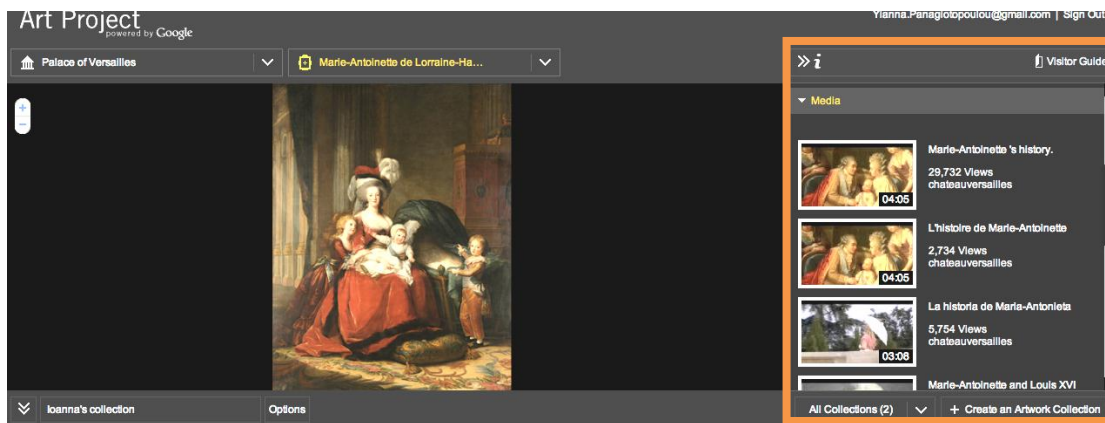 Art Project
powered by Google
Yianna.Panagiotopoulou@gmail.com | Sign Out
Palace of Versailles
Marie-Antoinette de Lorraine-Ha...
i
Visitor Guide
Media
Marie-Antoinette 's history.
29,732 Views
chateauversailles
04:05
L'histoire de Marie-Antoinette
2,734 Views
chateauversailles
04:05
La historia de Maria-Antonieta
5,754 Views
chateauversailles
03:06
Marie-Antoinette and Louis XVI
Ioanna's collection
Options
All Collections (2)
+ Create an Artwork Collection